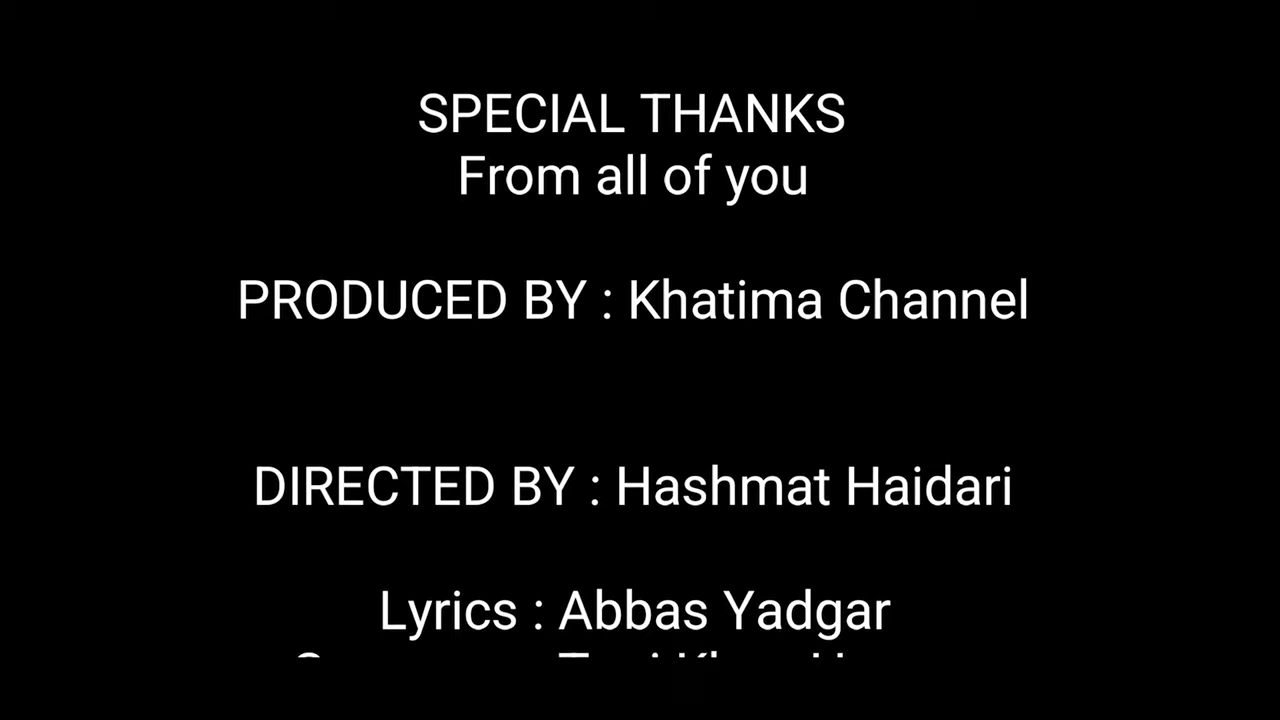 SPECIAL THANKS
From all of you
PRODUCED BY : Khatima Channel
DIRECTED BY : Hashmat Haidari
Lyrics : Abbas Yadgar